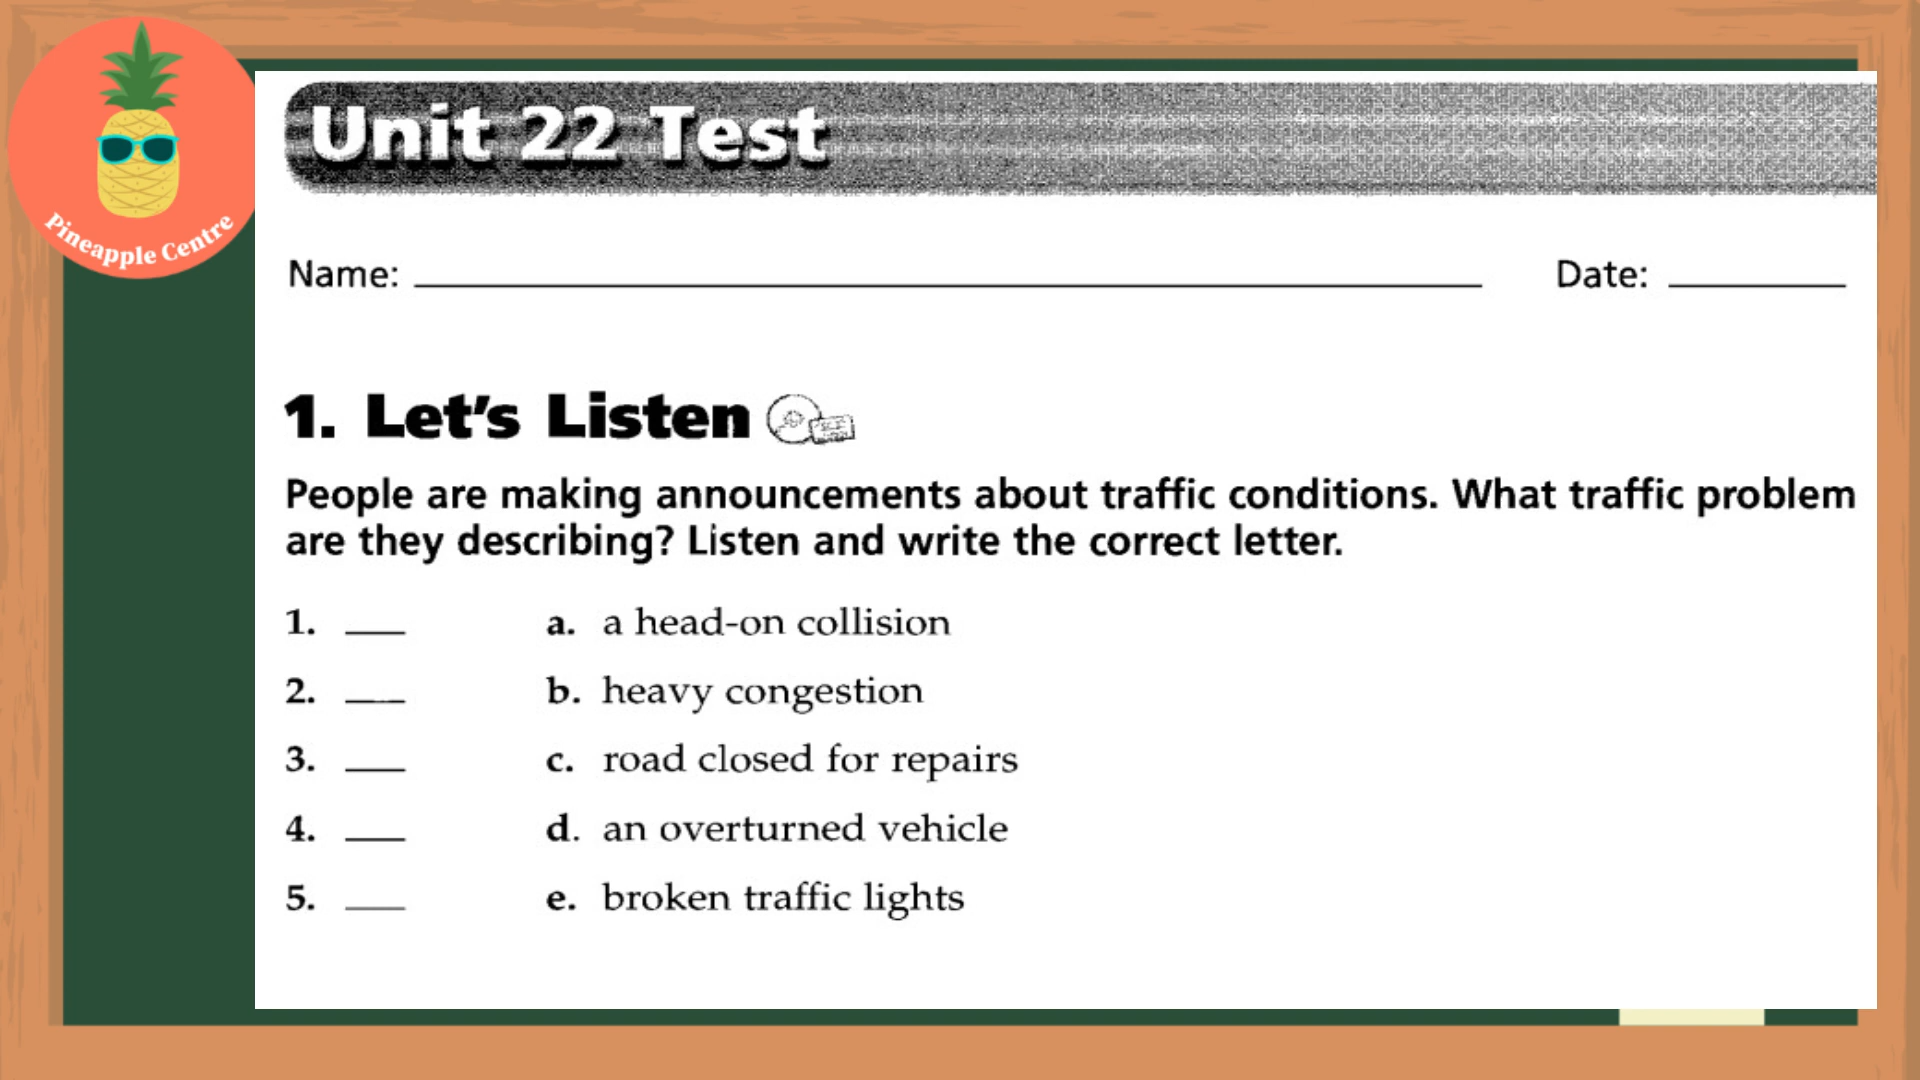 Pineapple Centre
Unit 22 Test
Name: Date:
1. Let's Listen
People are making announcements about traffic conditions. What traffic problem
are they describing? Listen and write the correct letter.
1. a. a head-on collision
2. b. heavy congestion
3. c. road closed for repairs
4. d. an overturned vehicle
5. e. broken traffic lights